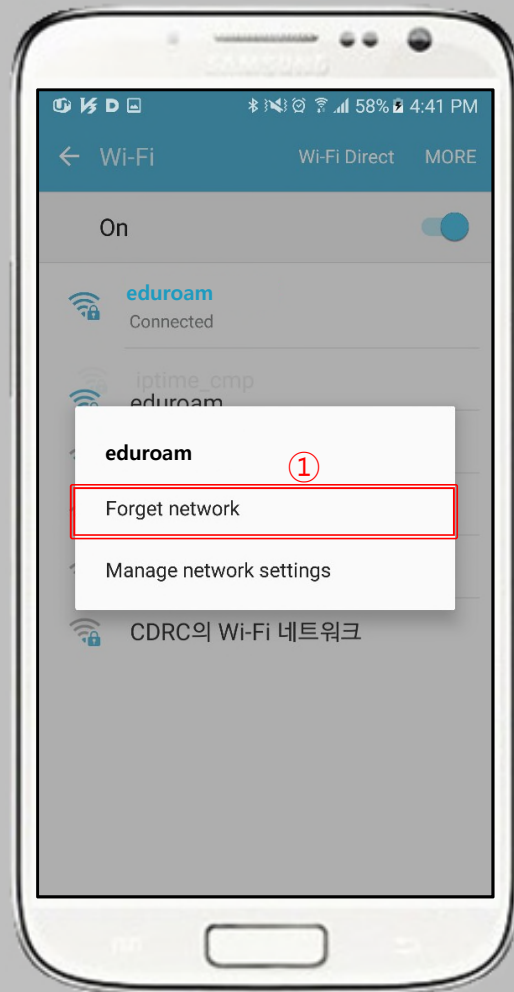 SAMSUNG
58% 4:41 PM
Wi-Fi Wi-Fi Direct MORE
On
eduroam
Connected
iptime_cmp
eduroam
eduroam
①
Forget network
Manage network settings
CDRC의 Wi-Fi 네트워크